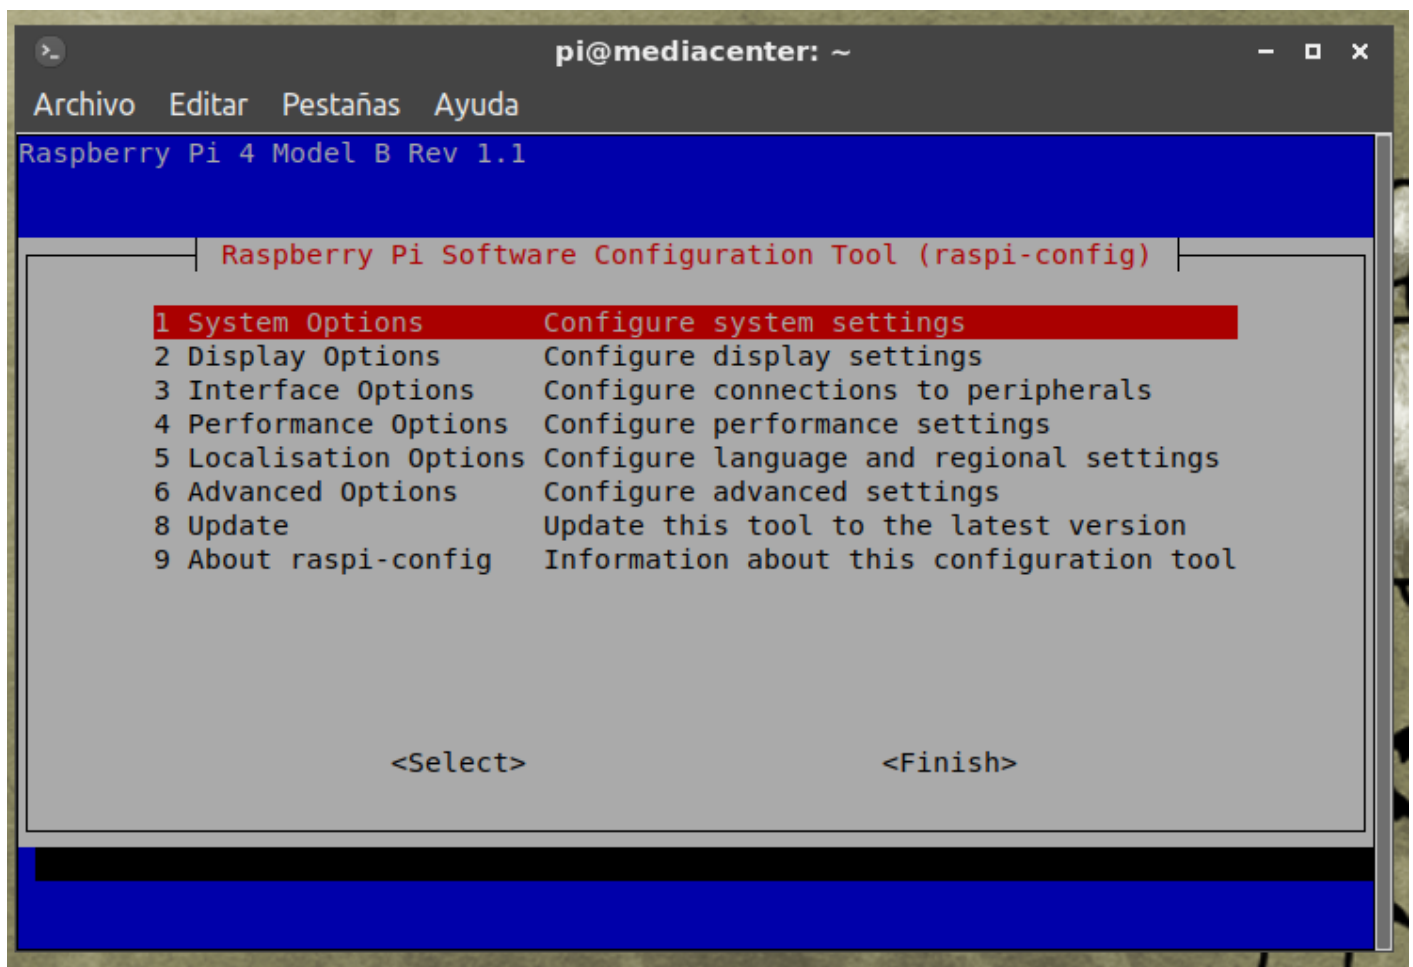 pi@mediacenter: ~
Archivo Editar Pestañas Ayuda
Raspberry Pi 4 Model B Rev 1.1
Raspberry Pi Software Configuration Tool (raspi-config)
1 System Options Configure system settings
2 Display Options Configure display settings
3 Interface Options Configure connections to peripherals
4 Performance Options Configure performance settings
5 Localisation Options Configure language and regional settings
6 Advanced Options Configure advanced settings
8 Update Update this tool to the latest version
9 About raspi-config Information about this configuration tool
<Select> <Finish>